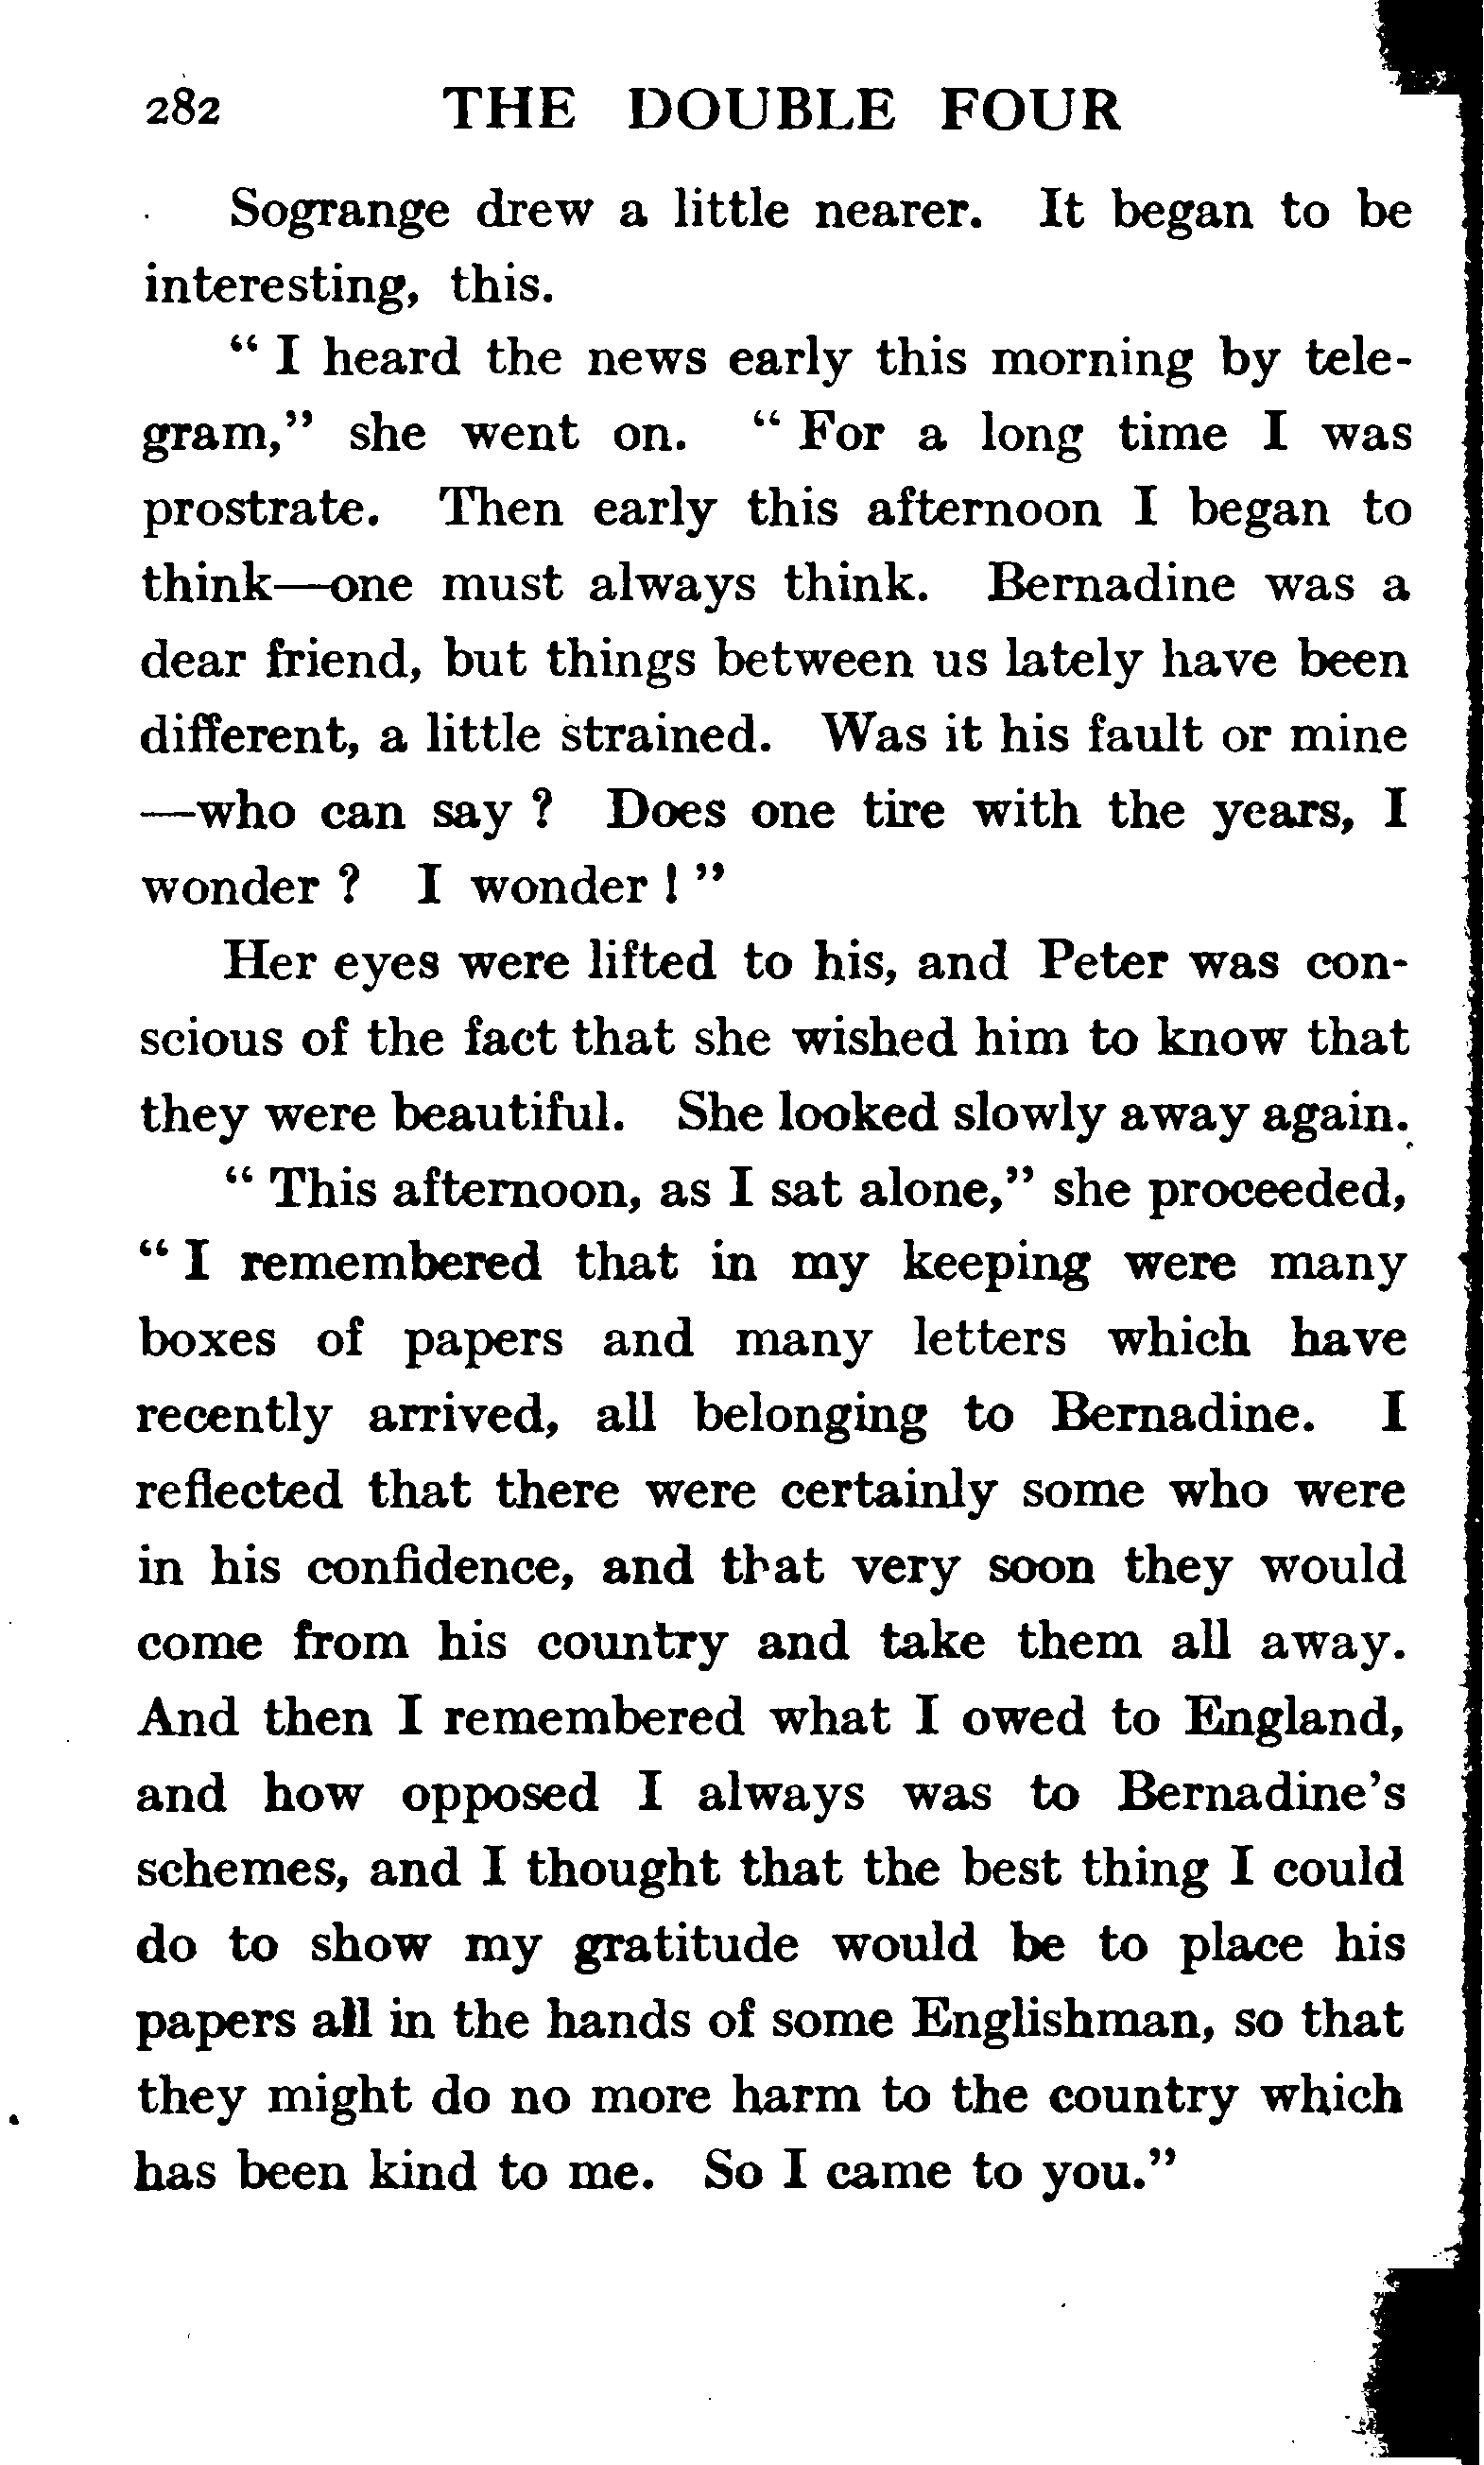 282 THE DOUBLE FOUR
Sogrange drew a little nearer. It began to be
interesting, this.
“ I heard the news early this morning by tele-
gram,” she went on. “ For a long time I was
prostrate. Then early this afternoon I began to
think—one must always think. Bernadine was a
dear friend, but things between us lately have been
different, a little strained. Was it his fault or mine
—who can say ? Does one tire with the years, I
wonder ? I wonder ! ”
Her eyes were lifted to his, and Peter was con-
scious of the fact that she wished him to know that
they were beautiful. She looked slowly away again.
“ This afternoon, as I sat alone,” she proceeded,
“ I remembered that in my keeping were many
boxes of papers and many letters which have
recently arrived, all belonging to Bernadine. I
reflected that there were certainly some who were
in his confidence, and that very soon they would
come from his country and take them all away.
And then I remembered what I owed to England,
and how opposed I always was to Bernadine’s
schemes, and I thought that the best thing I could
do to show my gratitude would be to place his
papers all in the hands of some Englishman, so that
they might do no more harm to the country which
has been kind to me. So I came to you.”